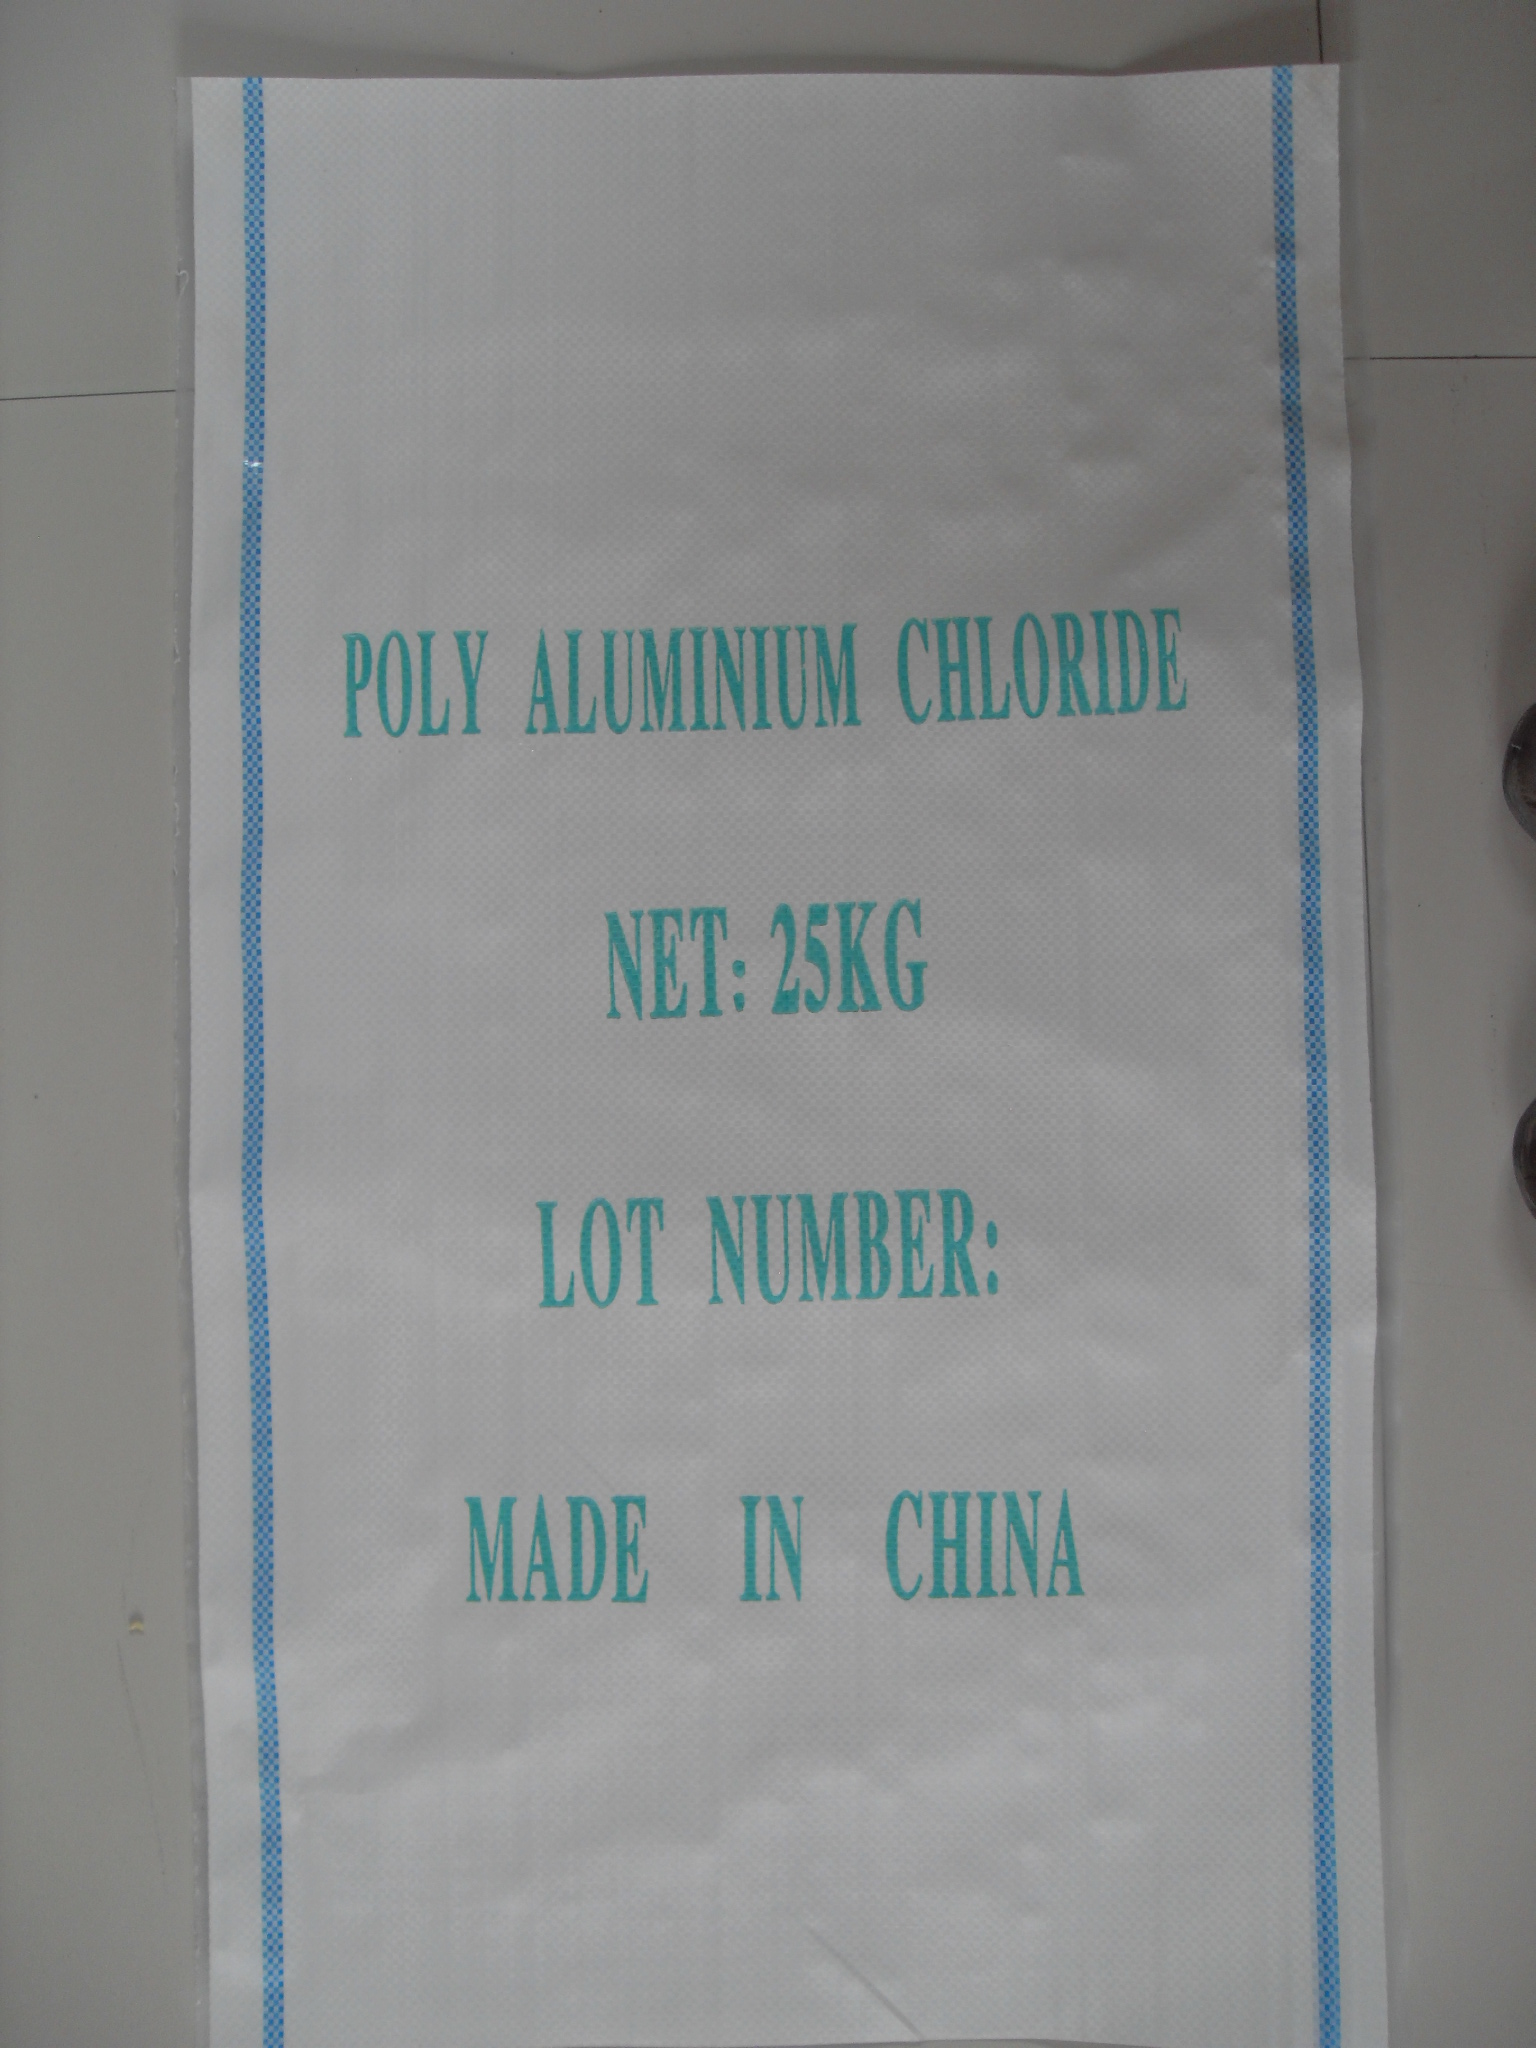 POLY ALUMINIUM CHLORIDE
NET: 25KG
LOT NUMBER:
MADE IN CHINA